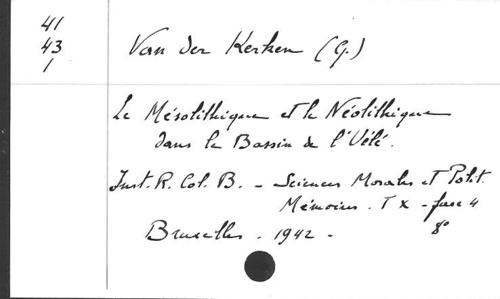 41
43
1
Van der Kerken (G.)
Le Mésolithique et le Néolithique
dans le Bassin de l'Uélé.
Inst. R. Col. B. - Sciences Morales et Polit.
Mémoires. T X - fasc 4
Bruxelles. 1942. - 8°